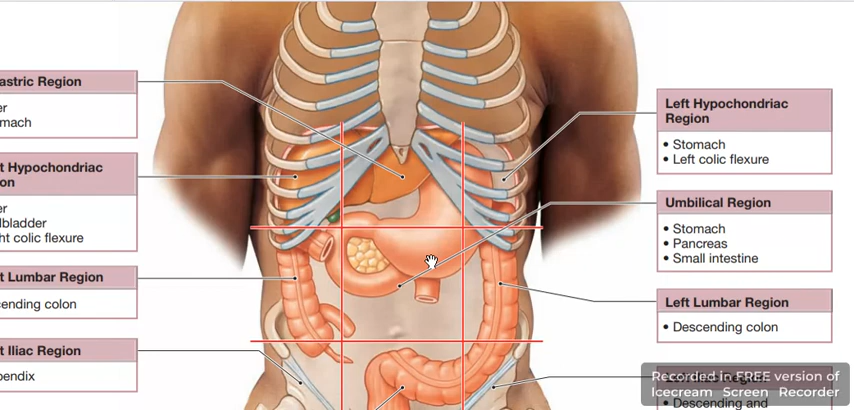 astric Region
er
mach
t Hypochondriac
on
er
lbladder
ht colic flexure
t Lumbar Region
cending colon
t Iliac Region
pendix
Left Hypochondriac
Region
• Stomach
• Left colic flexure
Umbilical Region
• Stomach
• Pancreas
• Small intestine
Left Lumbar Region
• Descending colon
Recorded in FREE version of
Icecream Screen Recorder
• Descending and